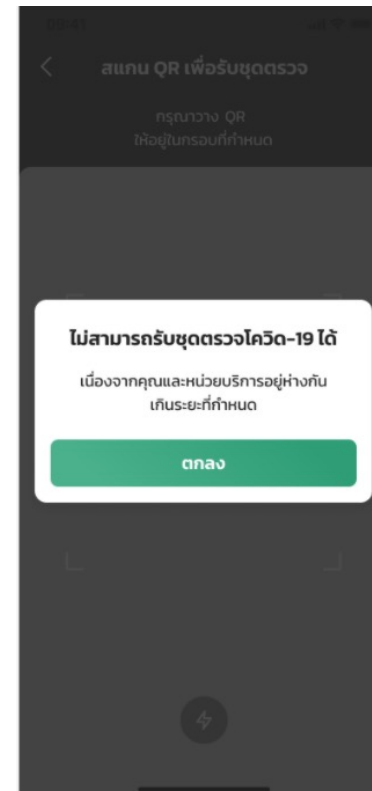 สแกน QR เพื่อรับชุดตรวจ
กรุณาวาง QR
ให้อยู่ในกรอบที่กำหนด
ไม่สามารถรับชุดตรวจโควิด-19 ได้
เนื่องจากคุณและหน่วยบริการอยู่ห่างกัน
เกินระยะที่กำหนด
ตกลง